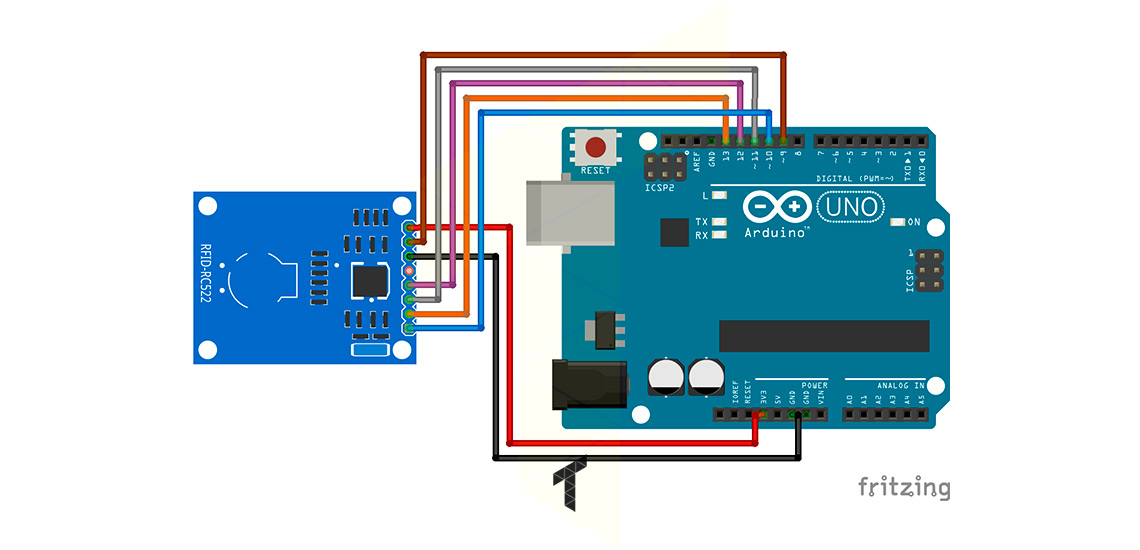 RESET
ICSP2
AREF
GND
13
12
~11
~10
~9
8
7
~6
~5
4
~3
2
TX0 ▶ 1
RX0 ◀ 0
DIGITAL (PWM=~)
L
TX
RX
Arduino™
UNO
ON
1
ICSP
RFID-RC522
IOREF
RESET
3V3
5V
GND
GND
VIN
POWER
ANALOG IN
A0
A1
A2
A3
A4
A5
fritzing